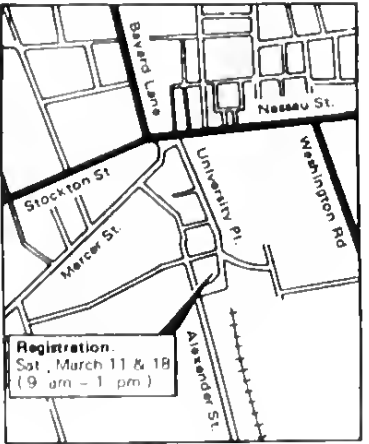 Bayard Lane
Nassau St.
Stockton St
University Pl.
Washington Rd
Mercer St.
Registration.
Sat., March 11 & 18
(9 am - 1 pm)
Alexander St.